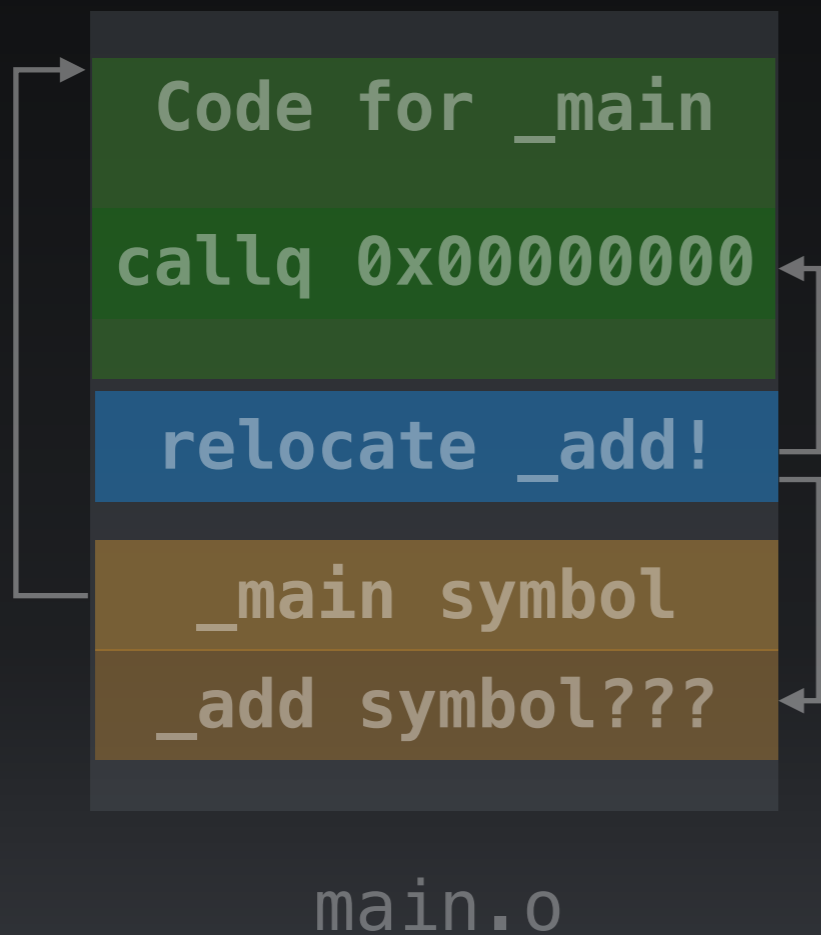 Code for _main
callq 0x00000000
relocate _add!
_main symbol
_add symbol???
main.o